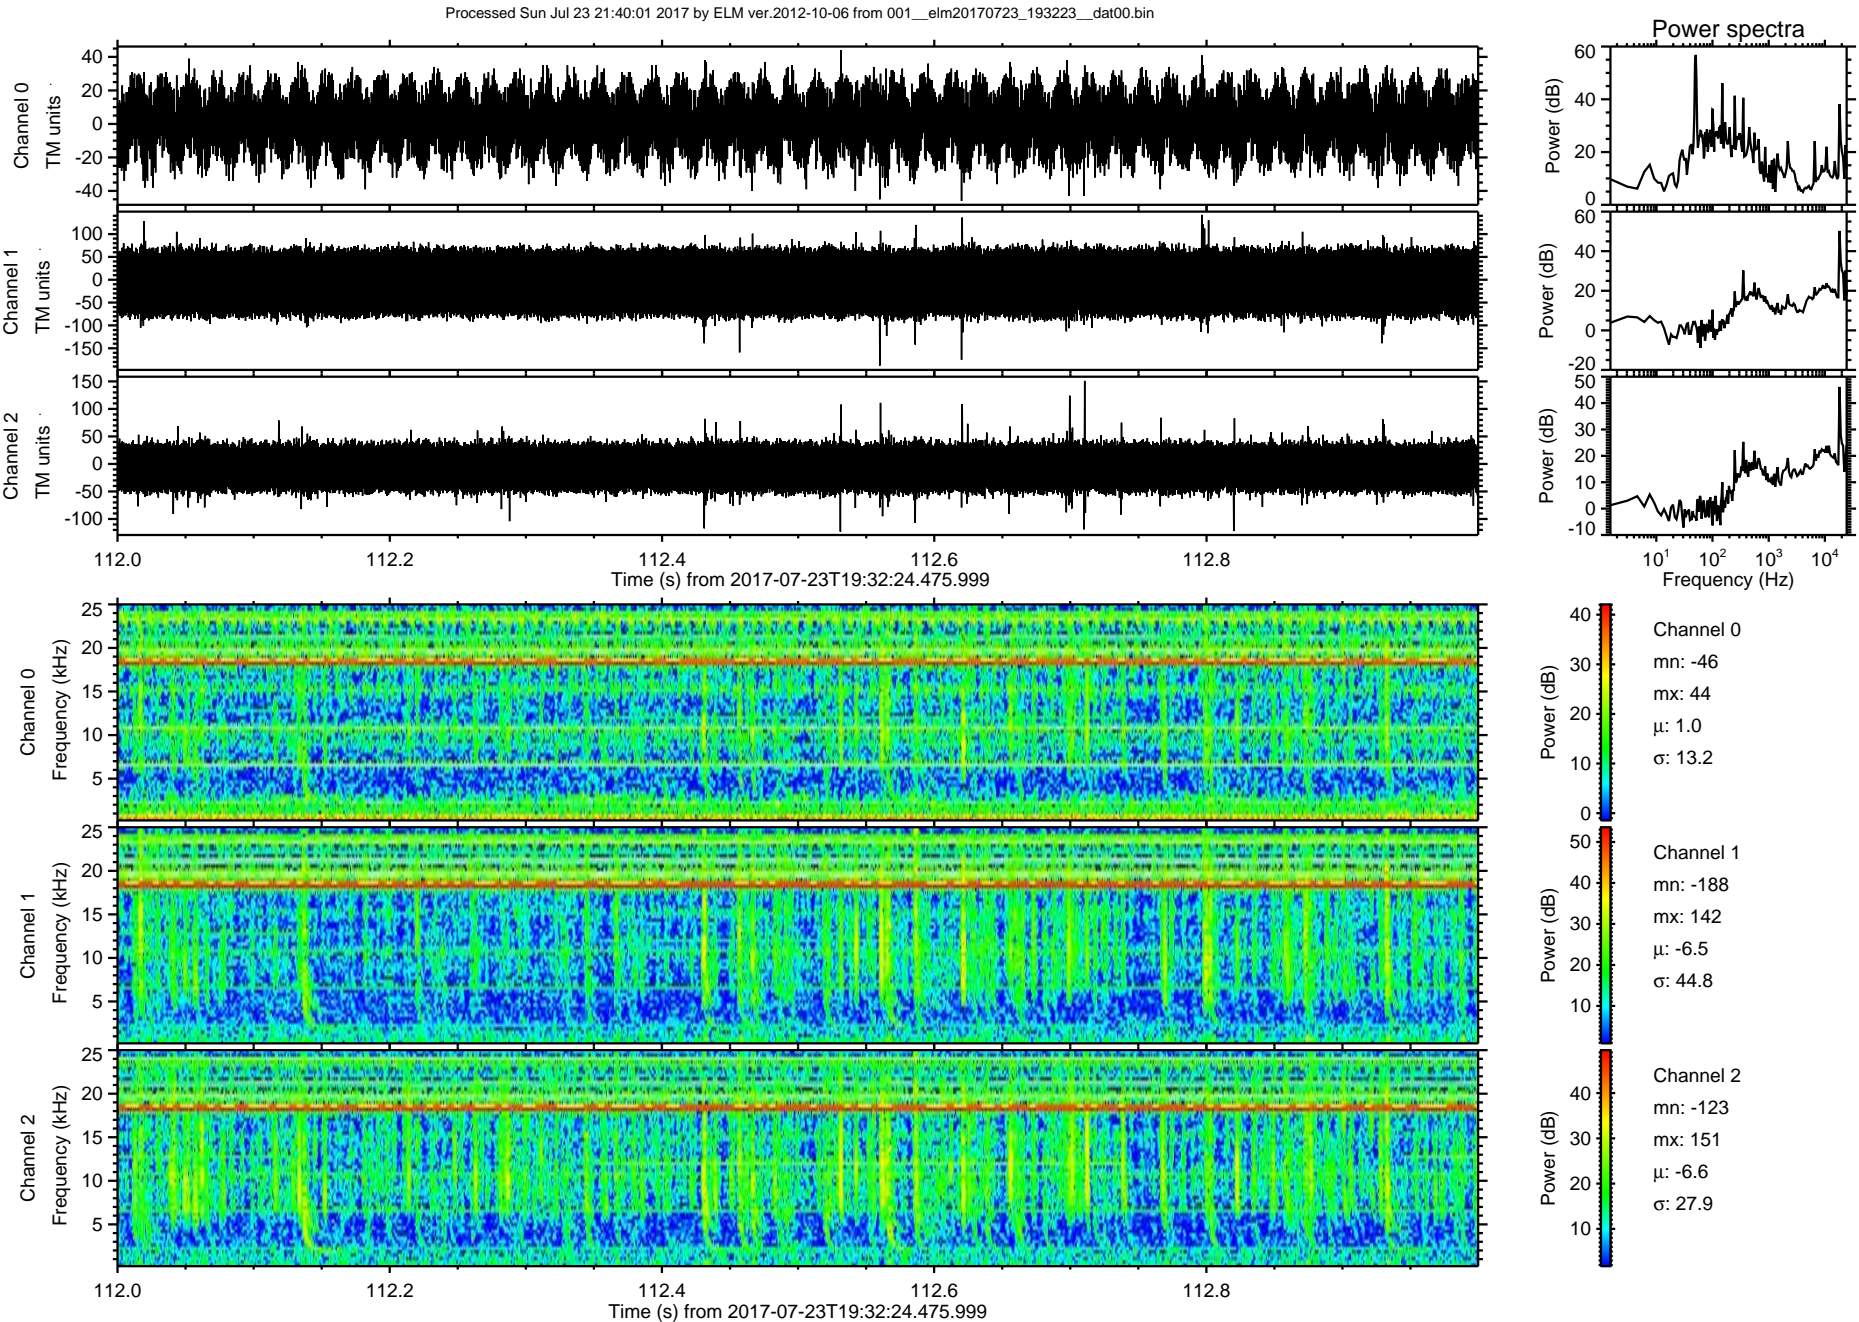 Processed Sun Jul 23 21:40:01 2017 by ELM ver.2012-10-06 from 001__elm20170723_193223__dat00.bin
Power spectra
Channel 0
TM units
40
20
0
-20
-40
Power (dB)
60
40
20
0
Channel 1
TM units
100
50
0
-50
-100
-150
Power (dB)
60
40
20
0
-20
Channel 2
TM units
150
100
50
0
-50
-100
Power (dB)
50
40
30
20
10
0
-10
112.0 112.2 112.4 112.6 112.8
Time (s) from 2017-07-23T19:32:24.475.999
10¹ 10² 10³ 10⁴
Frequency (Hz)
Channel 0
Frequency (kHz)
25
20
15
10
5
Power (dB)
40
30
20
10
0
Channel 0
mn: -46
mx: 44
μ: 1.0
σ: 13.2
Channel 1
Frequency (kHz)
25
20
15
10
5
Power (dB)
50
40
30
20
10
Channel 1
mn: -188
mx: 142
μ: -6.5
σ: 44.8
Channel 2
Frequency (kHz)
25
20
15
10
5
Power (dB)
40
30
20
10
Channel 2
mn: -123
mx: 151
μ: -6.6
σ: 27.9
112.0 112.2 112.4 112.6 112.8
Time (s) from 2017-07-23T19:32:24.475.999